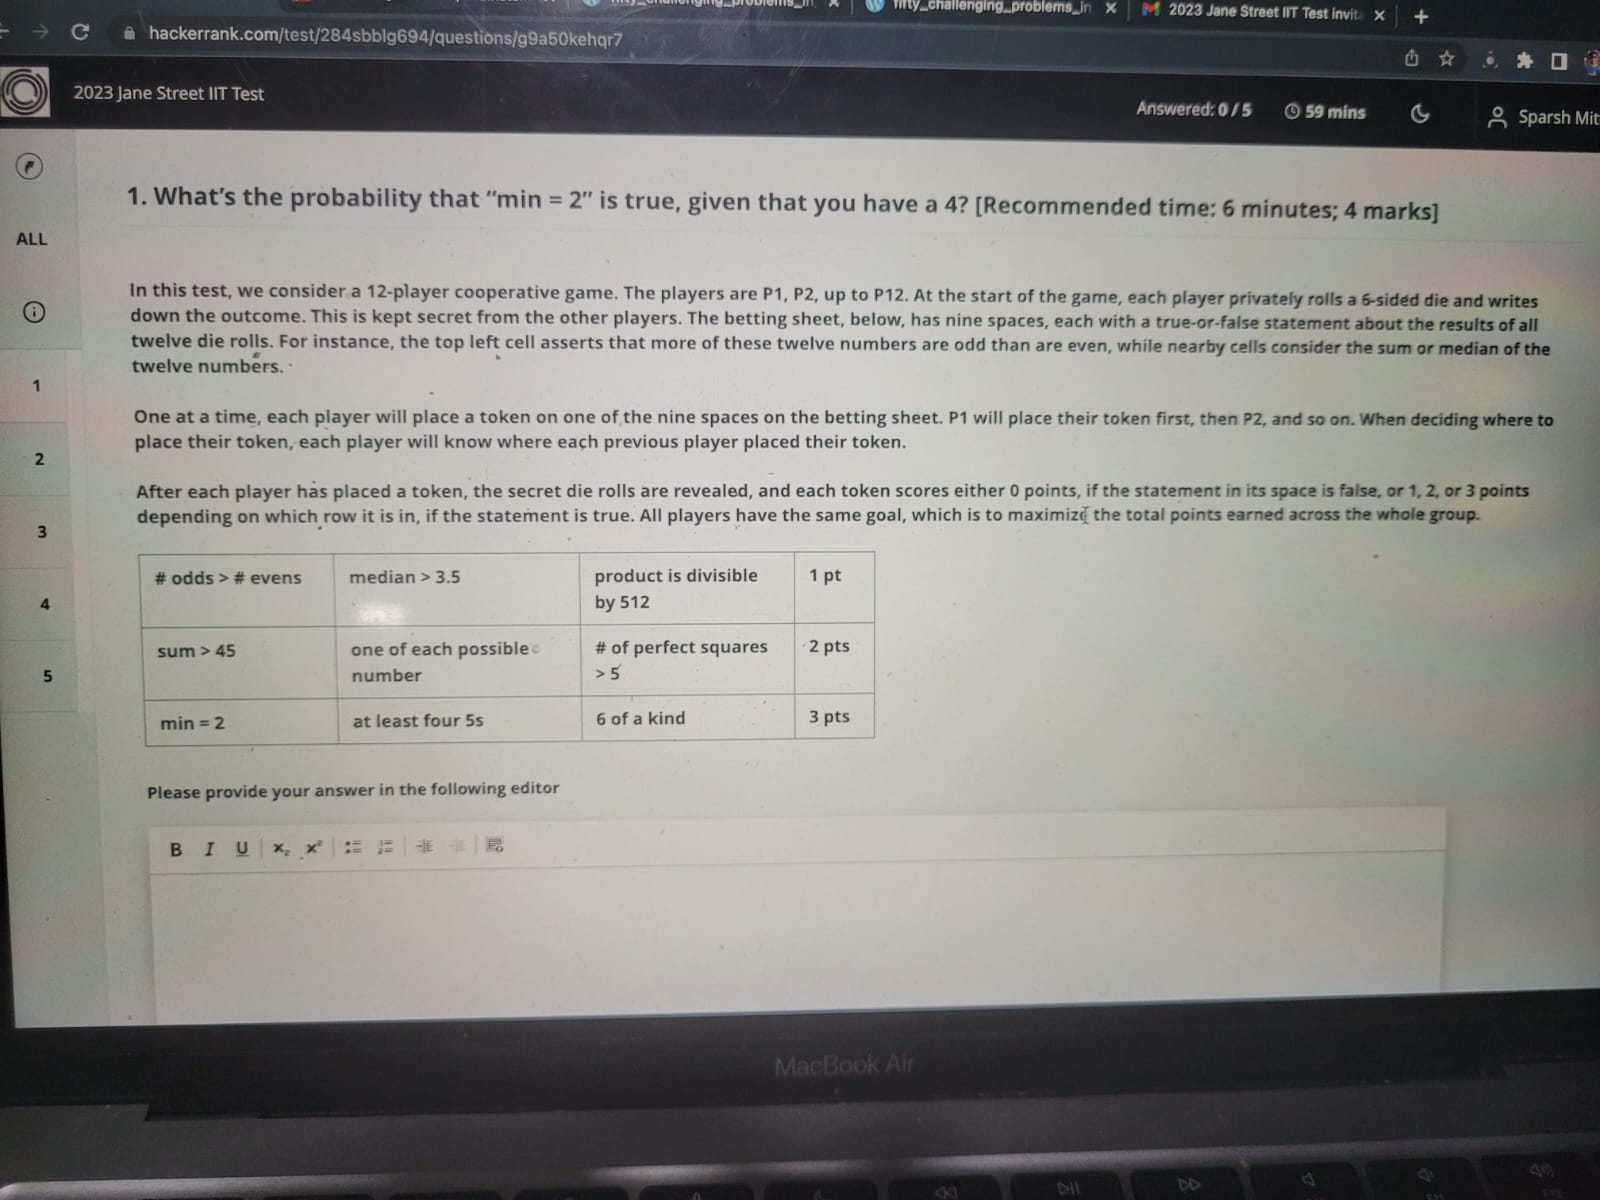 fifty_challenging_problems_in
2023 Jane Street IIT Test invit
hackerrank.com/test/284sbblg694/questions/g9a50kehqr7
2023 Jane Street IIT Test
Answered: 0 / 5
59 mins
Sparsh Mit
1. What's the probability that "min = 2" is true, given that you have a 4? [Recommended time: 6 minutes; 4 marks]
ALL
In this test, we consider a 12-player cooperative game. The players are P1, P2, up to P12. At the start of the game, each player privately rolls a 6-sided die and writes
down the outcome. This is kept secret from the other players. The betting sheet, below, has nine spaces, each with a true-or-false statement about the results of all
twelve die rolls. For instance, the top left cell asserts that more of these twelve numbers are odd than are even, while nearby cells consider the sum or median of the
twelve numbers.
1
One at a time, each player will place a token on one of the nine spaces on the betting sheet. P1 will place their token first, then P2, and so on. When deciding where to
place their token, each player will know where each previous player placed their token.
2
After each player has placed a token, the secret die rolls are revealed, and each token scores either 0 points, if the statement in its space is false, or 1, 2, or 3 points
depending on which row it is in, if the statement is true. All players have the same goal, which is to maximize the total points earned across the whole group.
3
# odds > # evens
median > 3.5
product is divisible
by 512
1 pt
4
sum > 45
one of each possible
number
# of perfect squares
> 5
2 pts
5
min = 2
at least four 5s
6 of a kind
3 pts
Please provide your answer in the following editor
B I U x₂ x²
MacBook Air